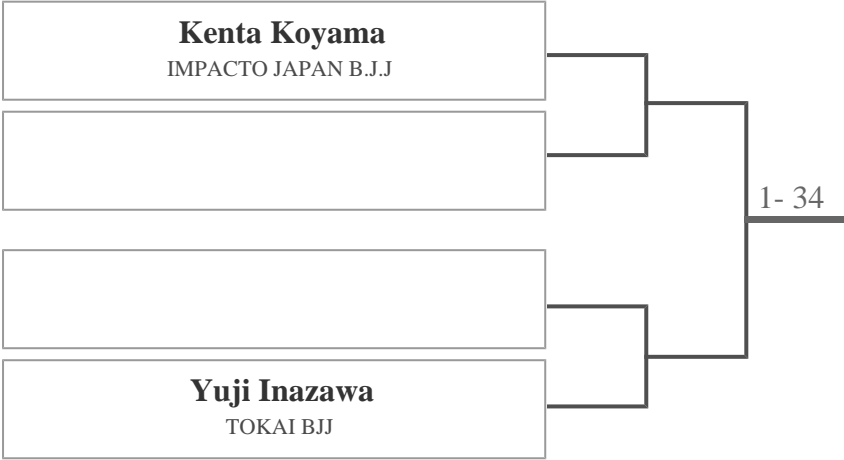 Kenta Koyama
IMPACTO JAPAN B.J.J
1- 34
Yuji Inazawa
TOKAI BJJ